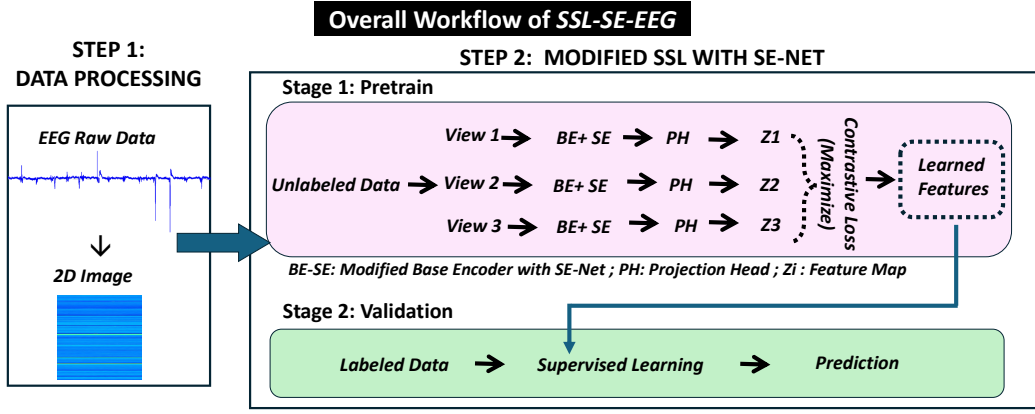 Overall Workflow of SSL-SE-EEG
STEP 1:
DATA PROCESSING
EEG Raw Data
2D Image
STEP 2: MODIFIED SSL WITH SE-NET
Stage 1: Pretrain
Unlabeled Data
View 1 BE+ SE PH Z1
View 2 BE+ SE PH Z2
View 3 BE+ SE PH Z3
Contrastive Loss
(Maximize)
Learned
Features
BE-SE: Modified Base Encoder with SE-Net ; PH: Projection Head ; Zi : Feature Map
Stage 2: Validation
Labeled Data Supervised Learning Prediction